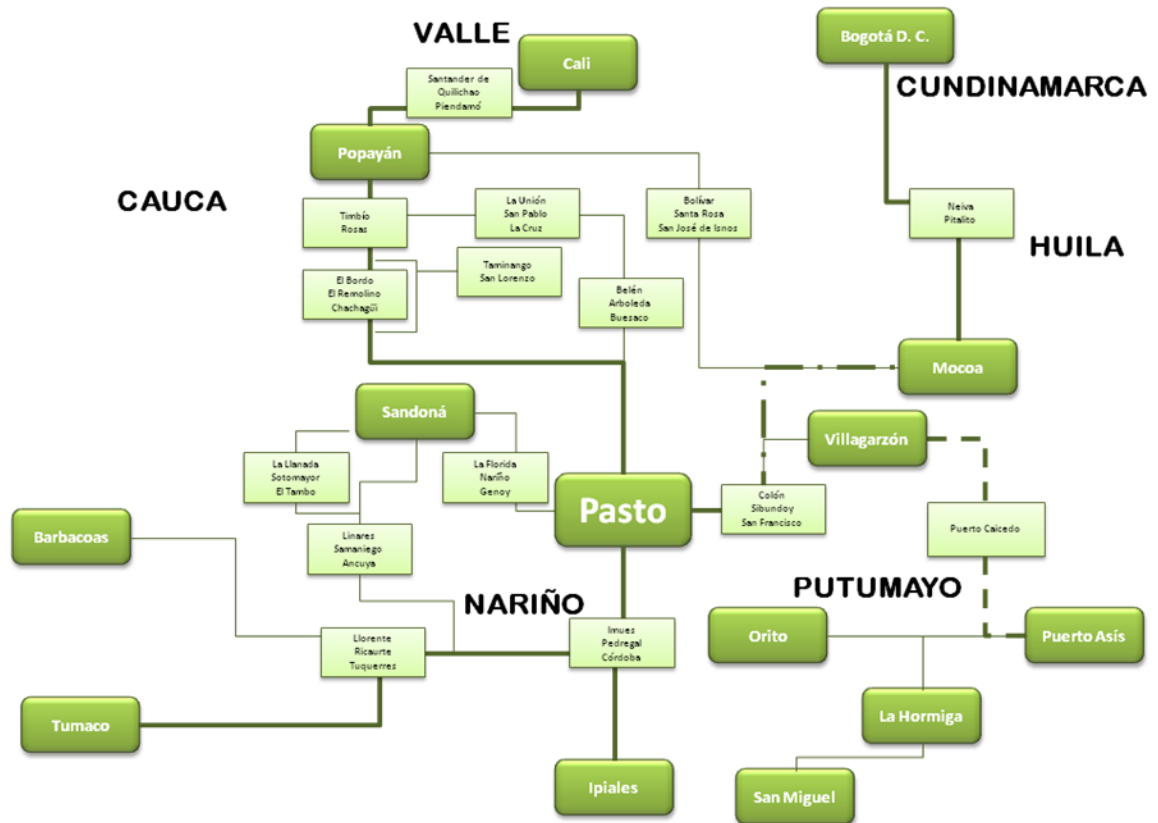 VALLE
Cali
Bogotá D. C.
Santander de
Quilichao
Piendamó
CUNDINAMARCA
Popayán
CAUCA
Timbío
Rosas
La Unión
San Pablo
La Cruz
Bolívar
Santa Rosa
San José de Isnos
Neiva
Pitalito
HUILA
El Bordo
El Remolino
Chachagüí
Taminango
San Lorenzo
Belén
Arboleda
Buesaco
Mocoa
Sandoná
Villagarzón
La Llanada
Sotomayor
El Tambo
La Florida
Nariño
Genoy
Pasto
Colón
Sibundoy
San Francisco
Barbacoas
Linares
Samaniego
Ancuya
Puerto Caicedo
NARIÑO
PUTUMAYO
Llorente
Ricaurte
Tuquerres
Imues
Pedregal
Córdoba
Orito
Puerto Asís
Tumaco
La Hormiga
Ipiales
San Miguel